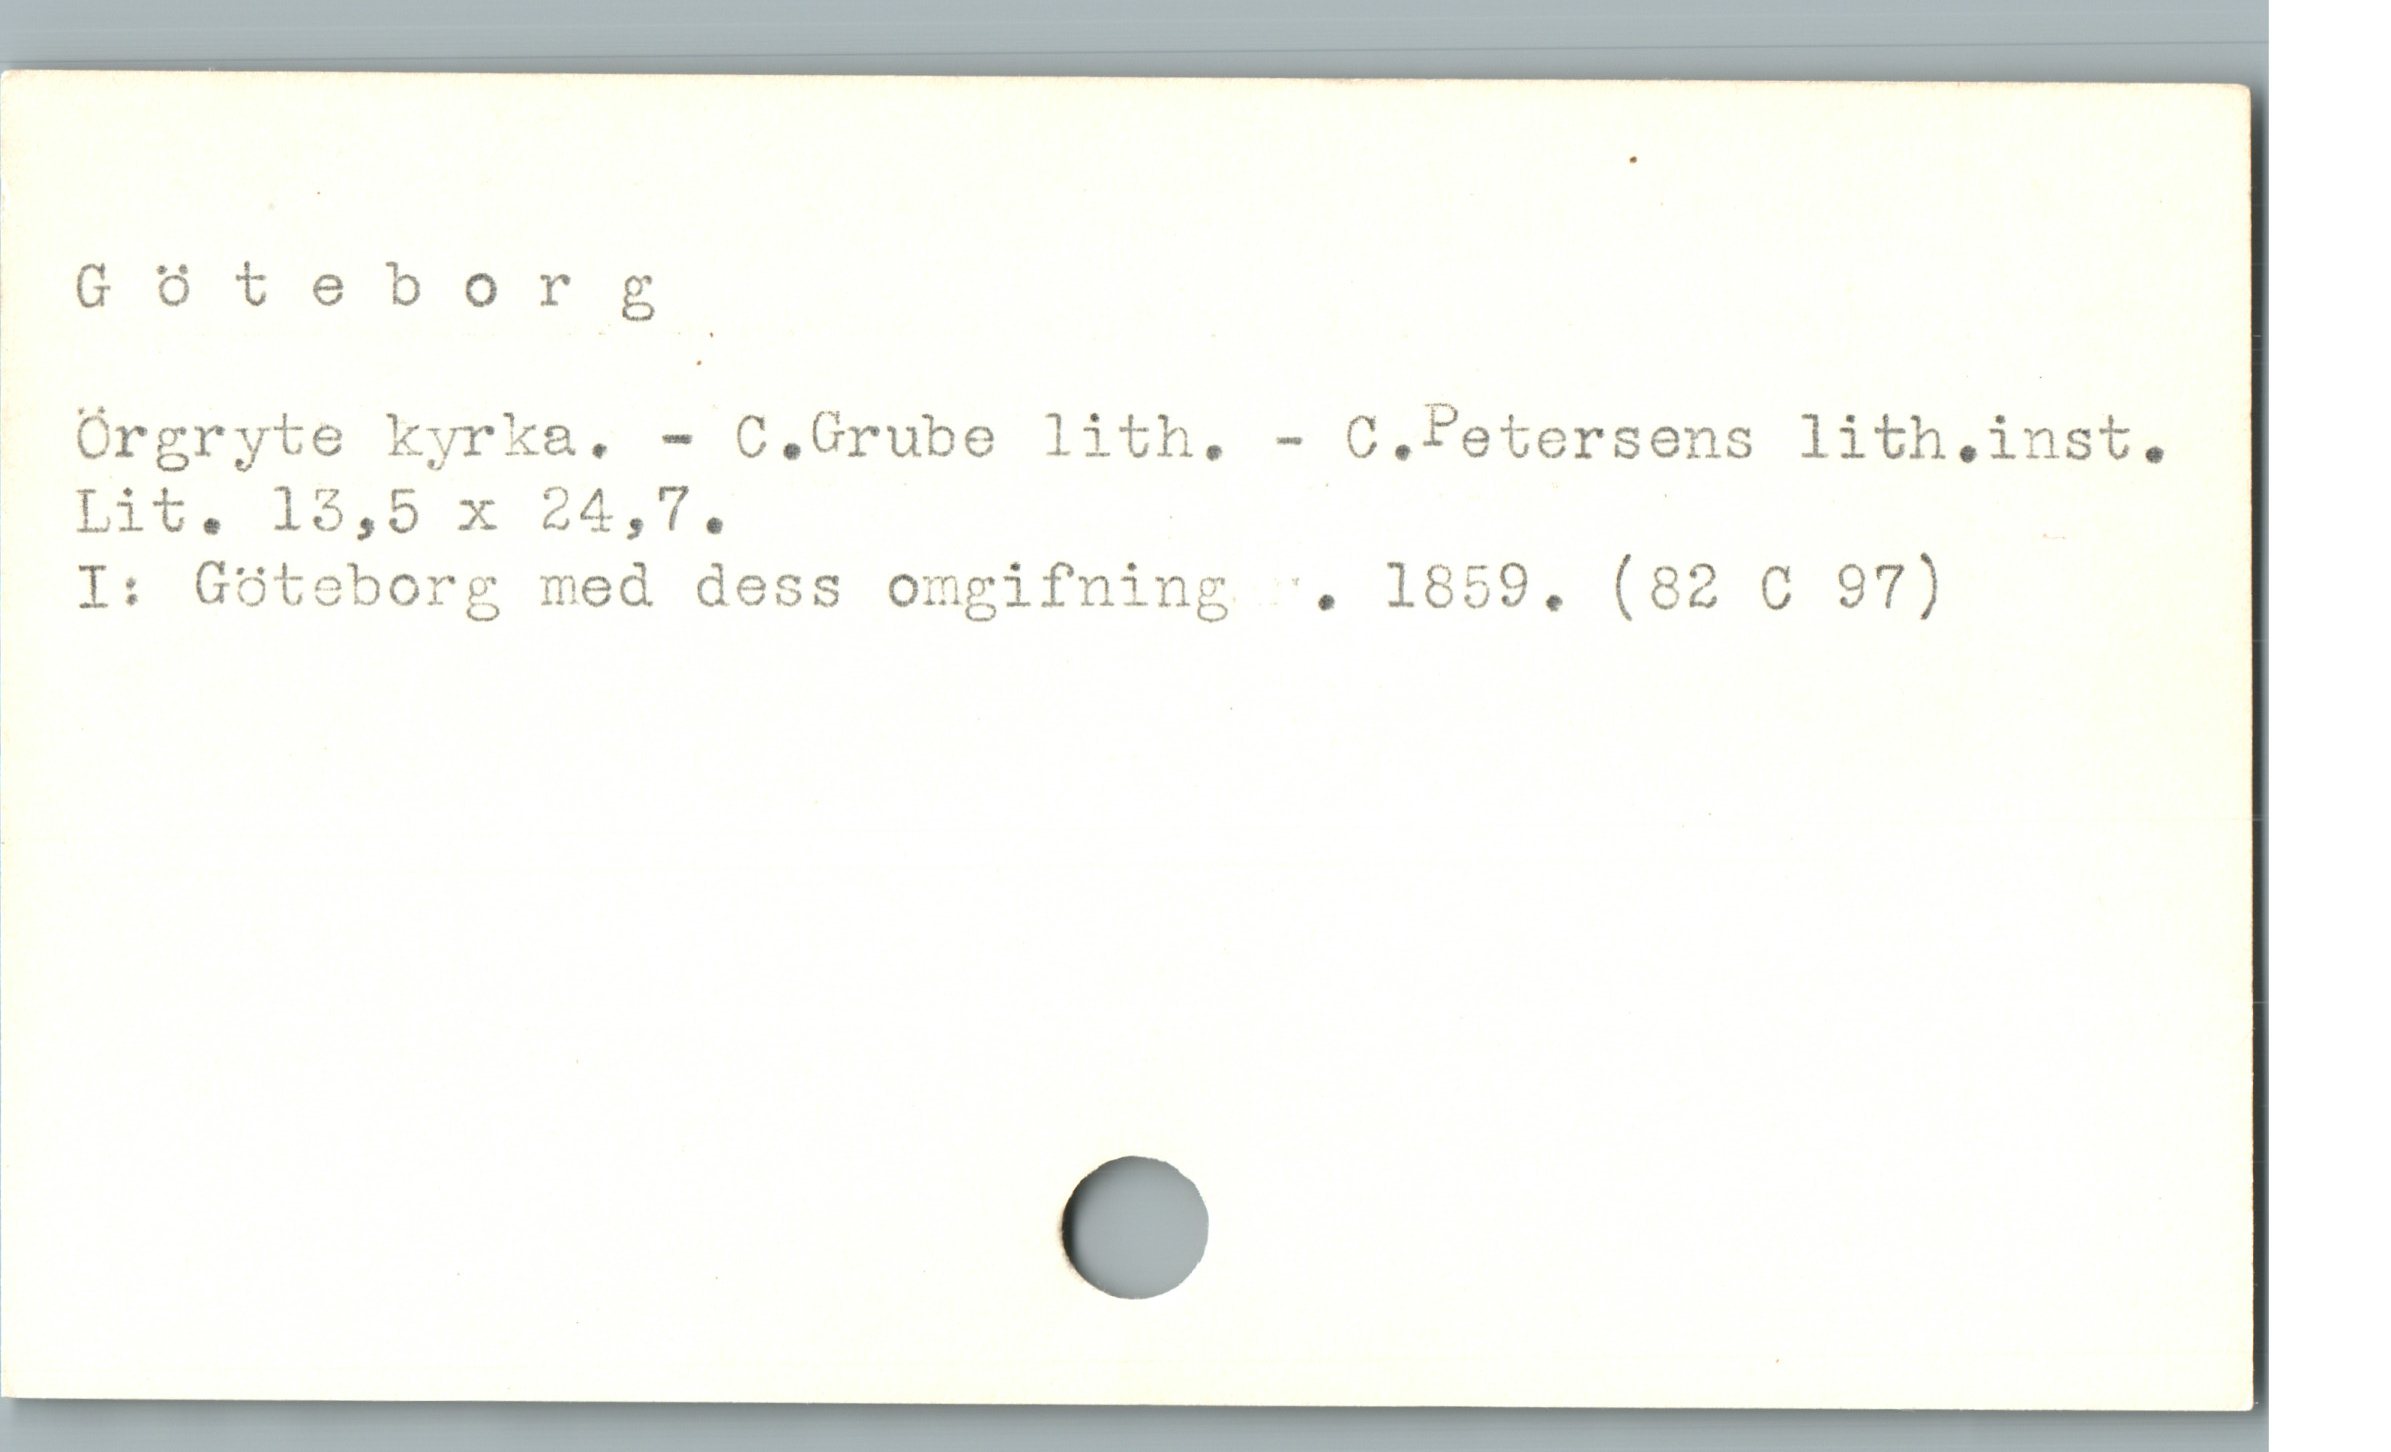 G ö t e b o r g
Örgryte kyrka. - C.Grube lith. - C.Petersens lith.inst.
Lit. 13,5 x 24,7.
I: Göteborg med dess omgifning . 1859. (82 C 97)